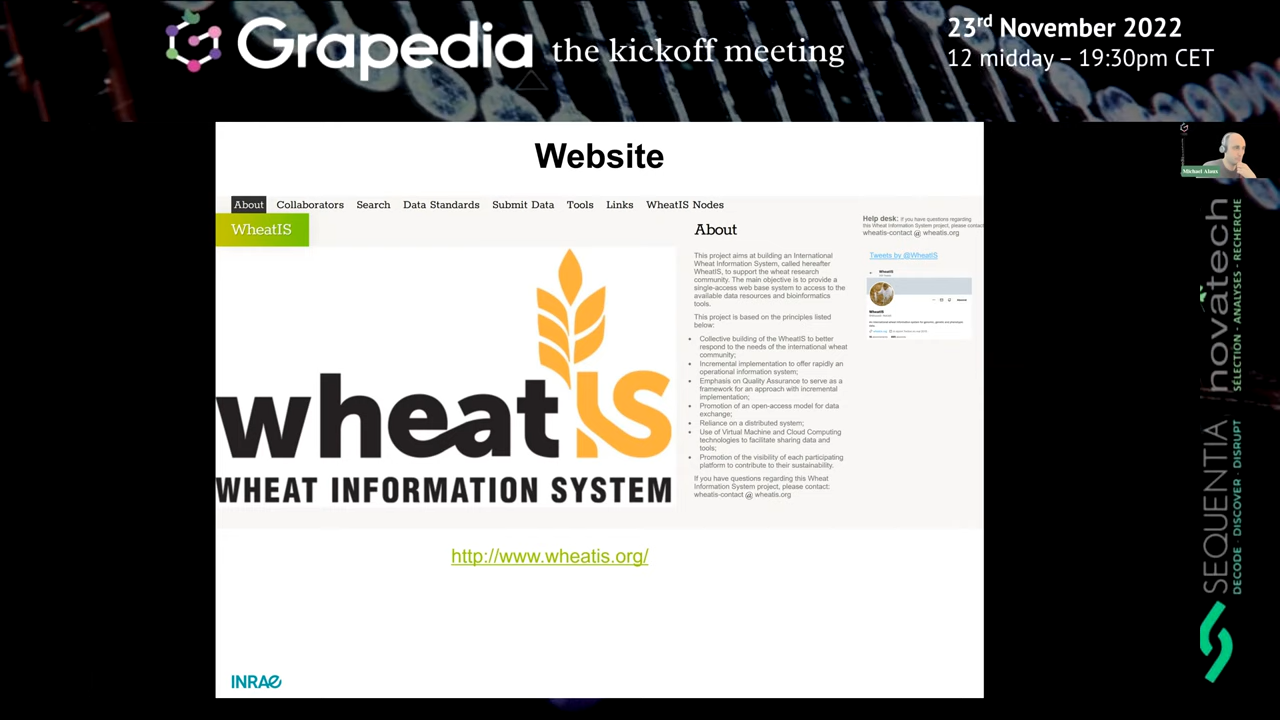 Grapedia the kickoff meeting
23rd November 2022
12 midday – 19:30pm CET
Website
About Collaborators Search Data Standards Submit Data Tools Links WheatIS Nodes
WheatIS
wheatIS
WHEAT INFORMATION SYSTEM
About
This project aims at building an International
Wheat Information System, called hereafter
WheatIS, to support the wheat research
community. The main objective is to provide a
single-access web base system to access to the
available data resources and bioinformatics
tools.
This project is based on the principles listed
below:
• Collective building of the WheatIS to better
respond to the needs of the international wheat
community;
• Incremental implementation to offer rapidly an
operational information system;
• Emphasis on Quality Assurance to serve as a
framework for an approach with incremental
implementation;
• Promotion of an open-access model for data
exchange;
• Reliance on a distributed system;
• Use of Virtual Machine and Cloud Computing
technologies to facilitate sharing data and
tools;
• Promotion of the visibility of each participating
platform to contribute to their sustainability.
If you have questions regarding this Wheat
Information System project, please contact:
wheatis-contact @ wheatis.org
Help desk: If you have questions regarding
this Wheat Information System project, please contact
wheatis-contact @ wheatis.org
Tweets by @WheatIS
WheatIS
WheatIS
http://www.wheatis.org/
INRAE
Michael Alaux
novatech
SÉLECTION - ANALYSES - RECHERCHE
SEQUENTIA
DECODE · DISCOVER · DISRUPT